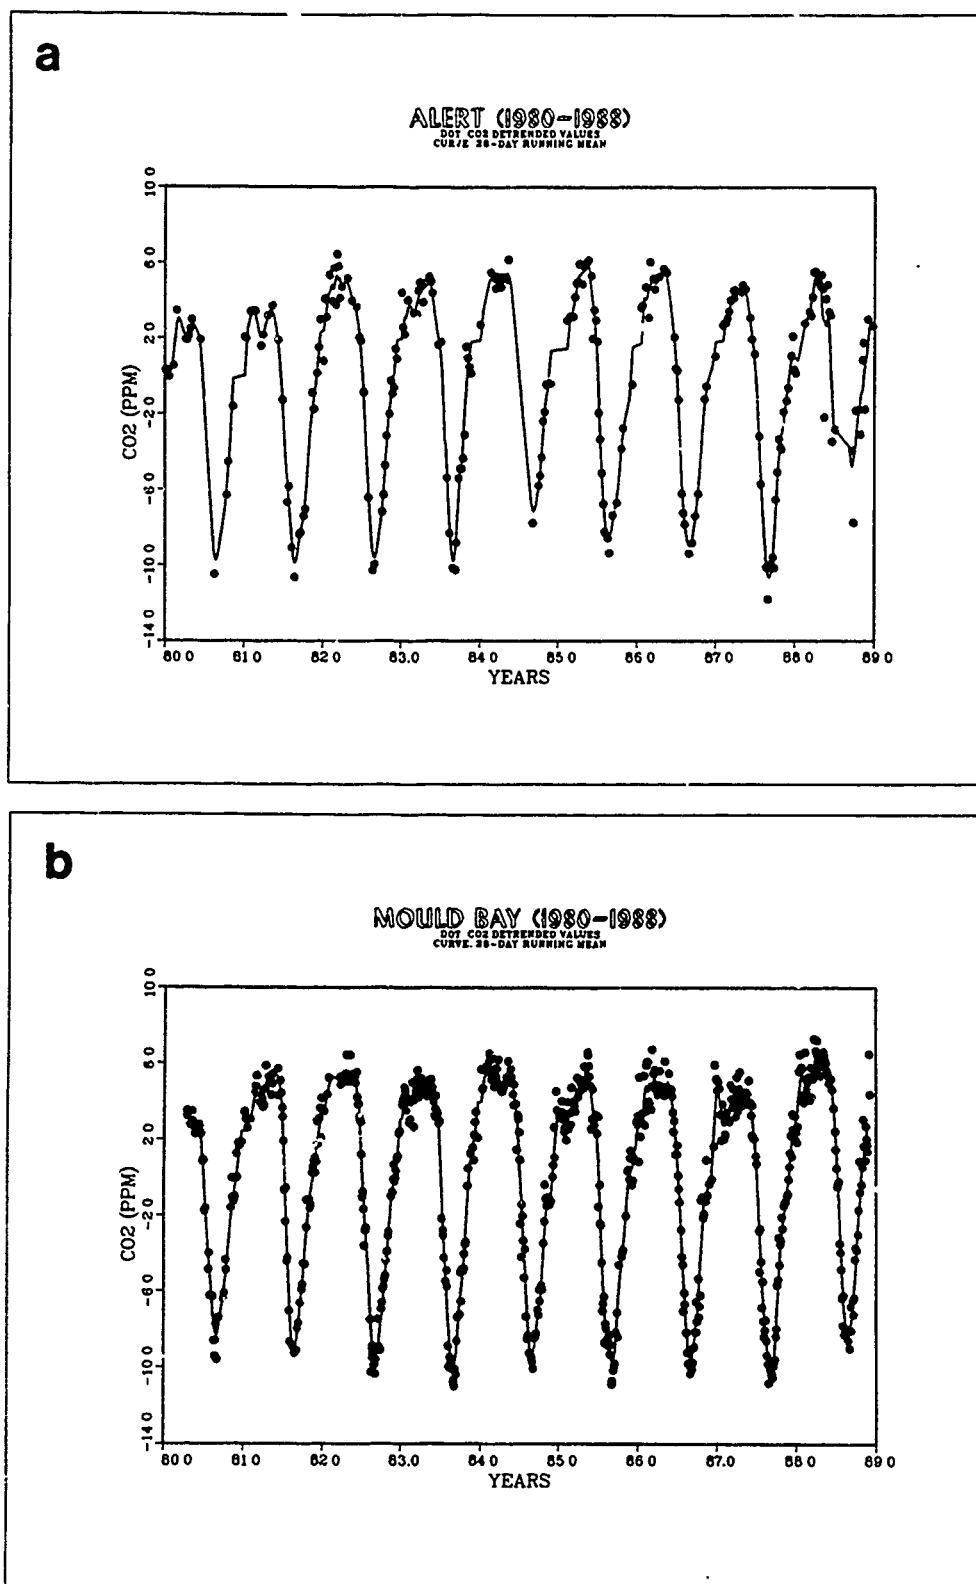 a
ALERT (1980-1988)
DOT CO2 DETRENDED VALUES
CURVE 28-DAY RUNNING MEAN
10 0
6 0
2 0
-2 0
-6 0
-10 0
-14 0
CO2 (PPM)
80 0 81 0 82 0 83.0 84 0 85.0 86 0 87.0 88.0 89 0
YEARS
b
MOULD BAY (1980-1988)
DOT CO2 DETRENDED VALUES
CURVE. 28-DAY RUNNING MEAN
10 0
6 0
2 0
-2 0
-6 0
-10 0
-14 0
CO2 (PPM)
80 0 81 0 82 0 83.0 84 0 85.0 86 0 87.0 88 0 89 0
YEARS